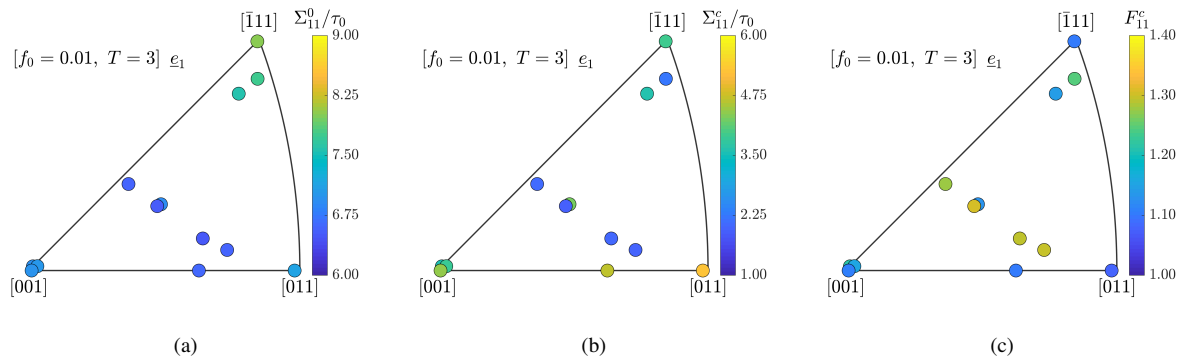 [1̄11] Σ⁰₁₁/τ₀
[f₀ = 0.01, T = 3] e̲₁
9.00
8.25
7.50
6.75
6.00
[001] [011]
(a)
[1̄11] Σᶜ₁₁/τ₀
[f₀ = 0.01, T = 3] e̲₁
6.00
4.75
3.50
2.25
1.00
[001] [011]
(b)
[1̄11] Fᶜ₁₁
[f₀ = 0.01, T = 3] e̲₁
1.40
1.30
1.20
1.10
1.00
[001] [011]
(c)